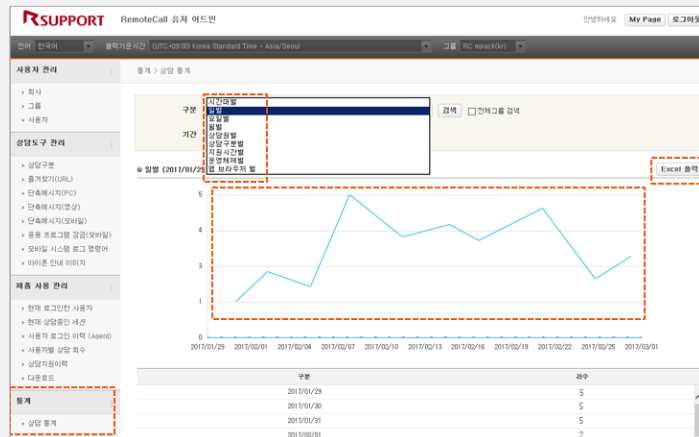 RSUPPORT RemoteCall 유저 어드민
안녕하세요 My Page 로그아웃
언어 한국어 출력기준시간 (UTC+09:00) Korea Standard Time - Asia/Seoul 그룹 RC nsrack(kl)
사용자 관리
회사
그룹
사용자
상담도구 관리
상담구분
즐겨찾기(URL)
단축메시지(PC)
단축메시지(영상)
단축메시지(모바일)
응용 프로그램 잠금(모바일)
모바일 시스템 로그 명령어
아이폰 안내 이미지
제품 사용 관리
현재 로그인한 사용자
현재 상담중인 세션
사용자 로그인 이력 (Agent)
사용자별 상담 회수
상담지원이력
다운로드
통계
상담 통계
통계 > 상담 통계
구분
시간대별
일별
요일별
월별
상담원별
상담구분별
지원시간별
운영체제별
웹 브라우저 별
검색 전체그룹 검색
기간
일별 (2017/01/29
Excel 출력
5
4
3
1
0
2017/01/29 2017/02/01 2017/02/04 2017/02/07 2017/02/10 2017/02/13 2017/02/16 2017/02/19 2017/02/22 2017/02/25 2017/03/01
구분 건수
2017/01/29 5
2017/01/30 5
2017/01/31 5
2017/02/01 2